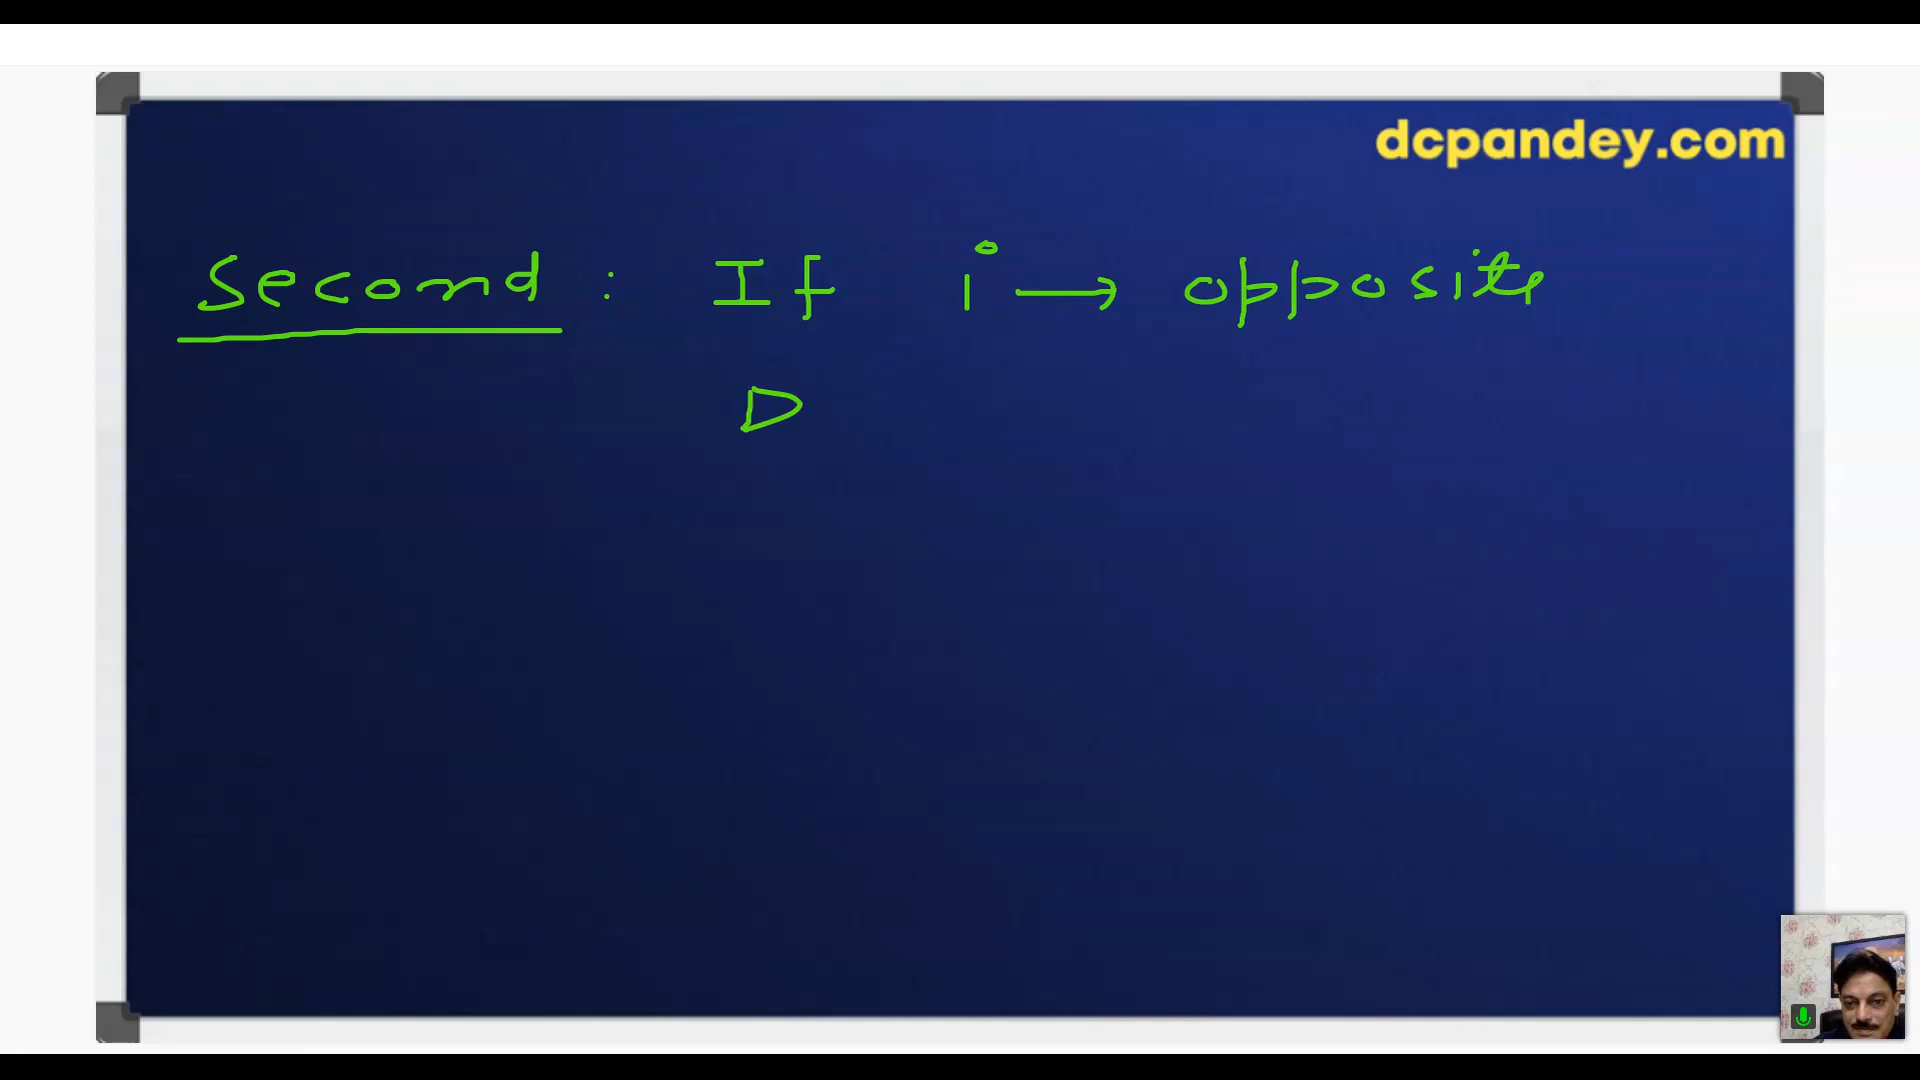 dcpandey.com
Second : If i → opposite
D